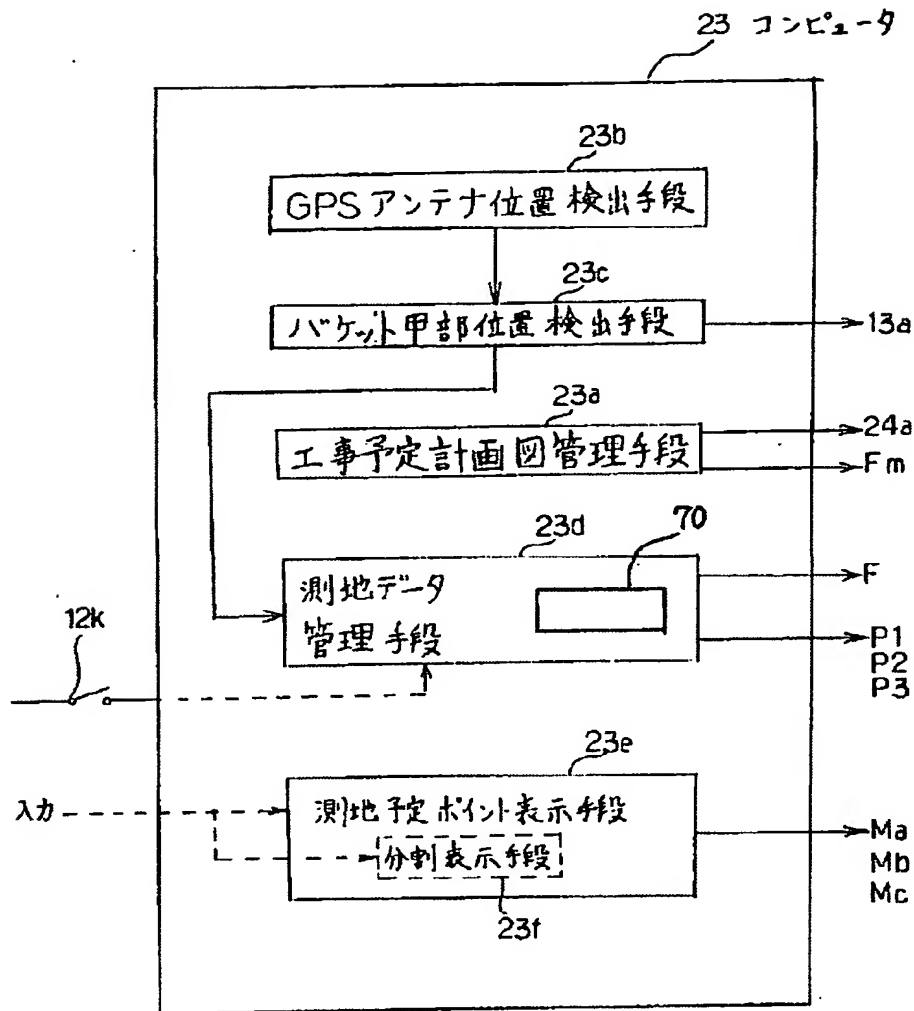 23 コンピュータ
23b
GPSアンテナ位置検出手段
23c
バケット甲部位置検出手段
13a
23a
工事予定計画図管理手段
24a
Fm
23d
70
測地データ
管理手段
F
P1
P2
P3
12k
23e
入力
測地予定ポイント表示手段
分割表示手段
Ma
Mb
Mc
23f